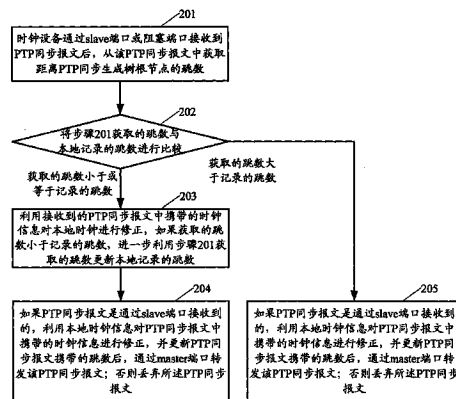 201
时钟设备通过slave端口或阻塞端口接收到
PTP同步报文后，从该PTP同步报文中获取
距离PTP同步生成树根节点的跳数
202
将步骤201获取的跳数与
本地记录的跳数进行比较
获取的跳数小于或
等于记录的跳数
获取的跳数大
于记录的跳数
203
利用接收到的PTP同步报文中携带的时钟
信息对本地时钟进行修正，如果获取的跳
数小于记录的跳数，进一步利用步骤201获
取的跳数更新本地记录的跳数
204
如果PTP同步报文是通过slave端口接收到
的，利用本地时钟信息对PTP同步报文中
携带的时钟信息进行修正，并更新PTP同
步报文携带的跳数后，通过master端口转
发该PTP同步报文；否则丢弃所述PTP同步
报文
205
如果PTP同步报文是通过slave端口接收到
的，利用本地时钟信息对PTP同步报文中
携带的时钟信息进行修正，并更新PTP同
步报文携带的跳数后，通过master端口转
发该PTP同步报文；否则丢弃所述PTP同步
报文